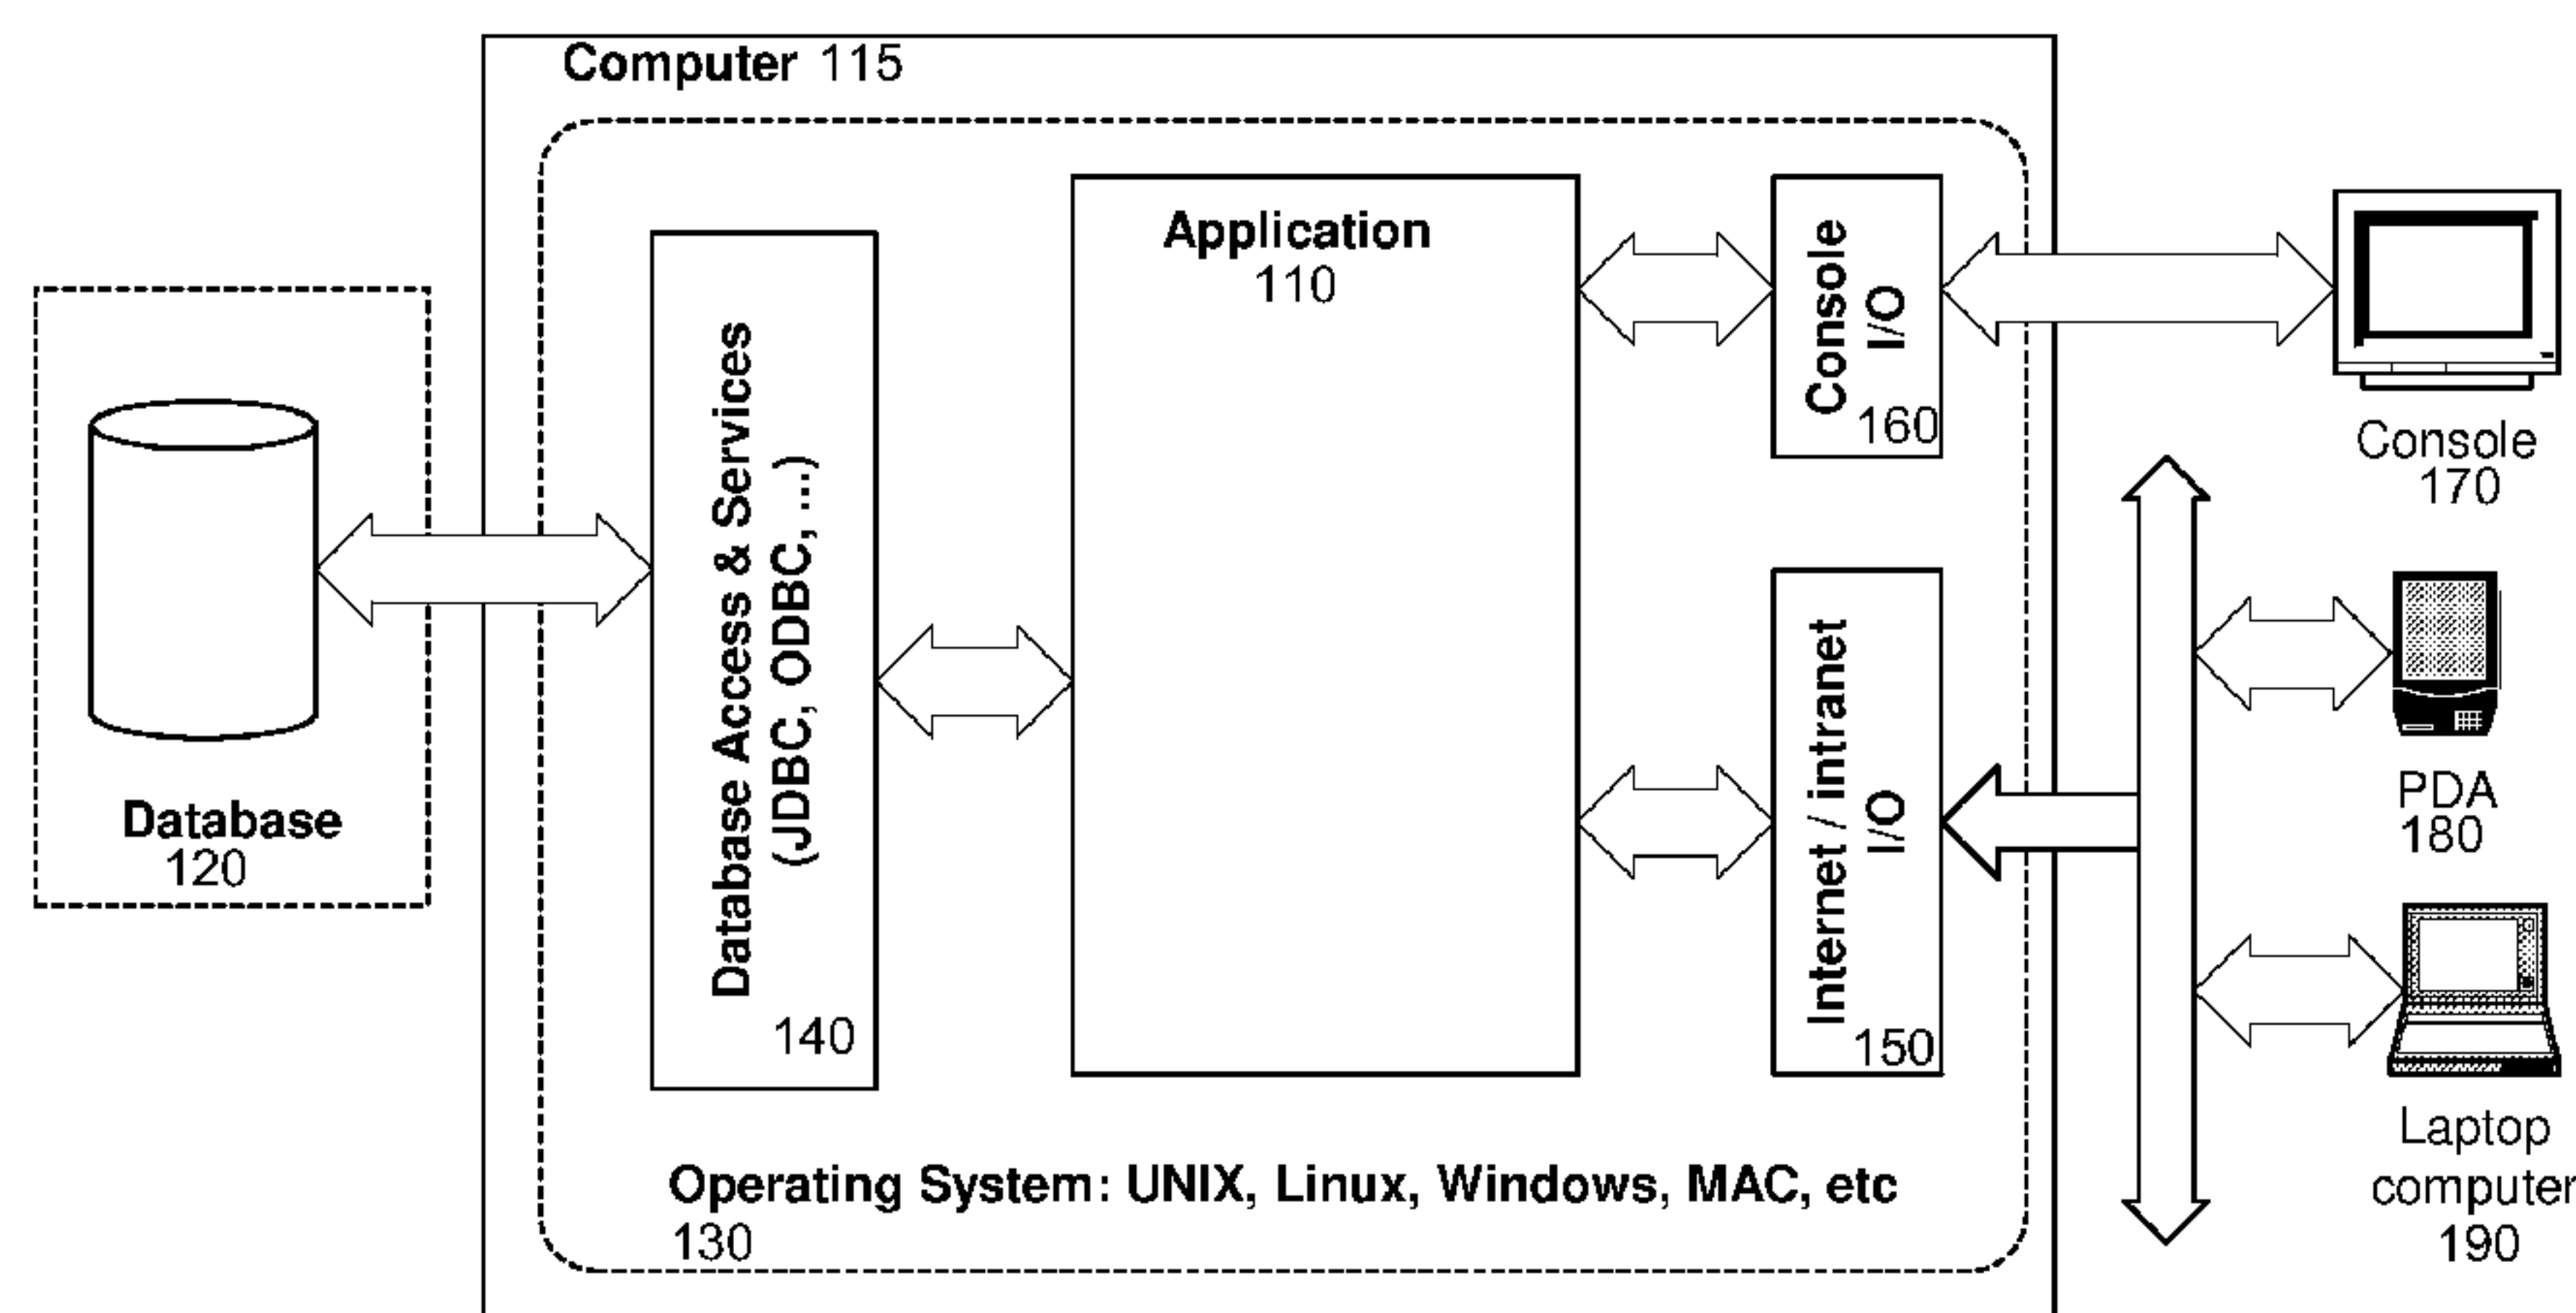 Computer 115
Application
110
Database Access & Services
(JDBC, ODBC, ...)
140
Console
I/O
160
Internet / intranet
I/O
150
Database
120
Operating System: UNIX, Linux, Windows, MAC, etc
130
Console
170
PDA
180
Laptop
computer
190